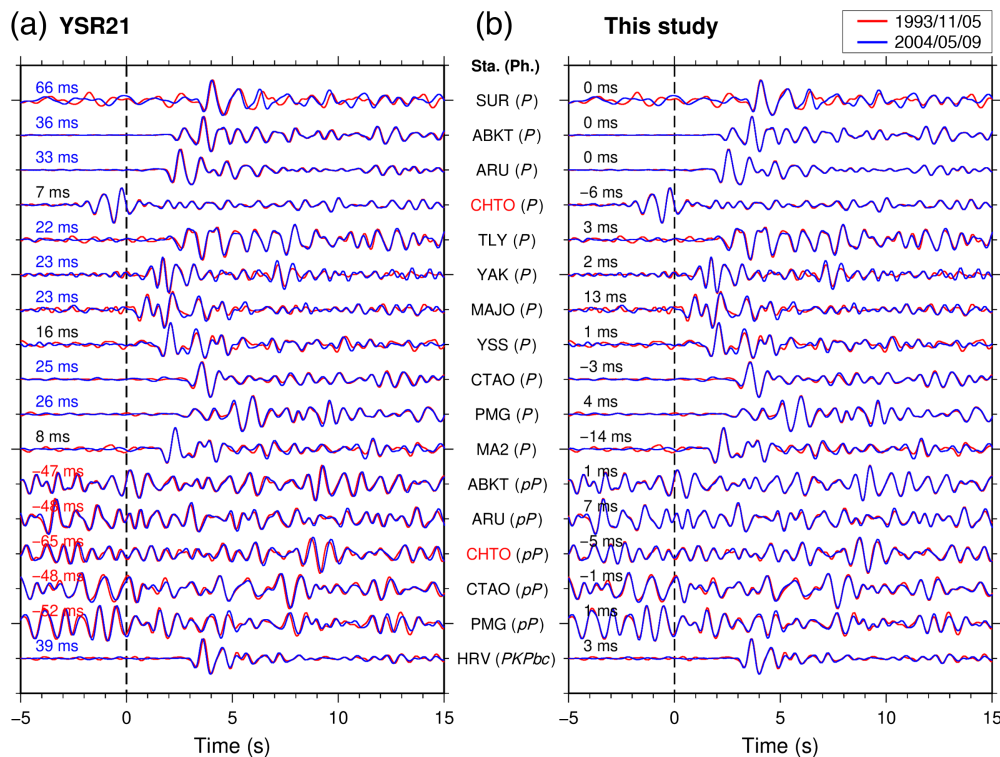 (a) YSR21
(b) This study
1993/11/05
2004/05/09
Sta. (Ph.)
66 ms SUR (P) 0 ms
36 ms ABKT (P) 0 ms
33 ms ARU (P) 0 ms
7 ms CHTO (P) −6 ms
22 ms TLY (P) 3 ms
23 ms YAK (P) 2 ms
23 ms MAJO (P) 13 ms
16 ms YSS (P) 1 ms
25 ms CTAO (P) −3 ms
26 ms PMG (P) 4 ms
8 ms MA2 (P) −14 ms
−47 ms ABKT (pP) 1 ms
−48 ms ARU (pP) 7 ms
−65 ms CHTO (pP) −5 ms
−48 ms CTAO (pP) −1 ms
−52 ms PMG (pP) 1 ms
39 ms HRV (PKPbc) 3 ms
−5 0 5 10 15 −5 0 5 10 15
Time (s) Time (s)